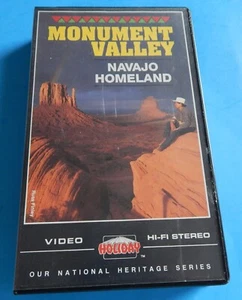 MONUMENT
VALLEY
NAVAJO
HOMELAND
VIDEO
HOLIDAY
HI-FI STEREO
OUR NATIONAL HERITAGE SERIES